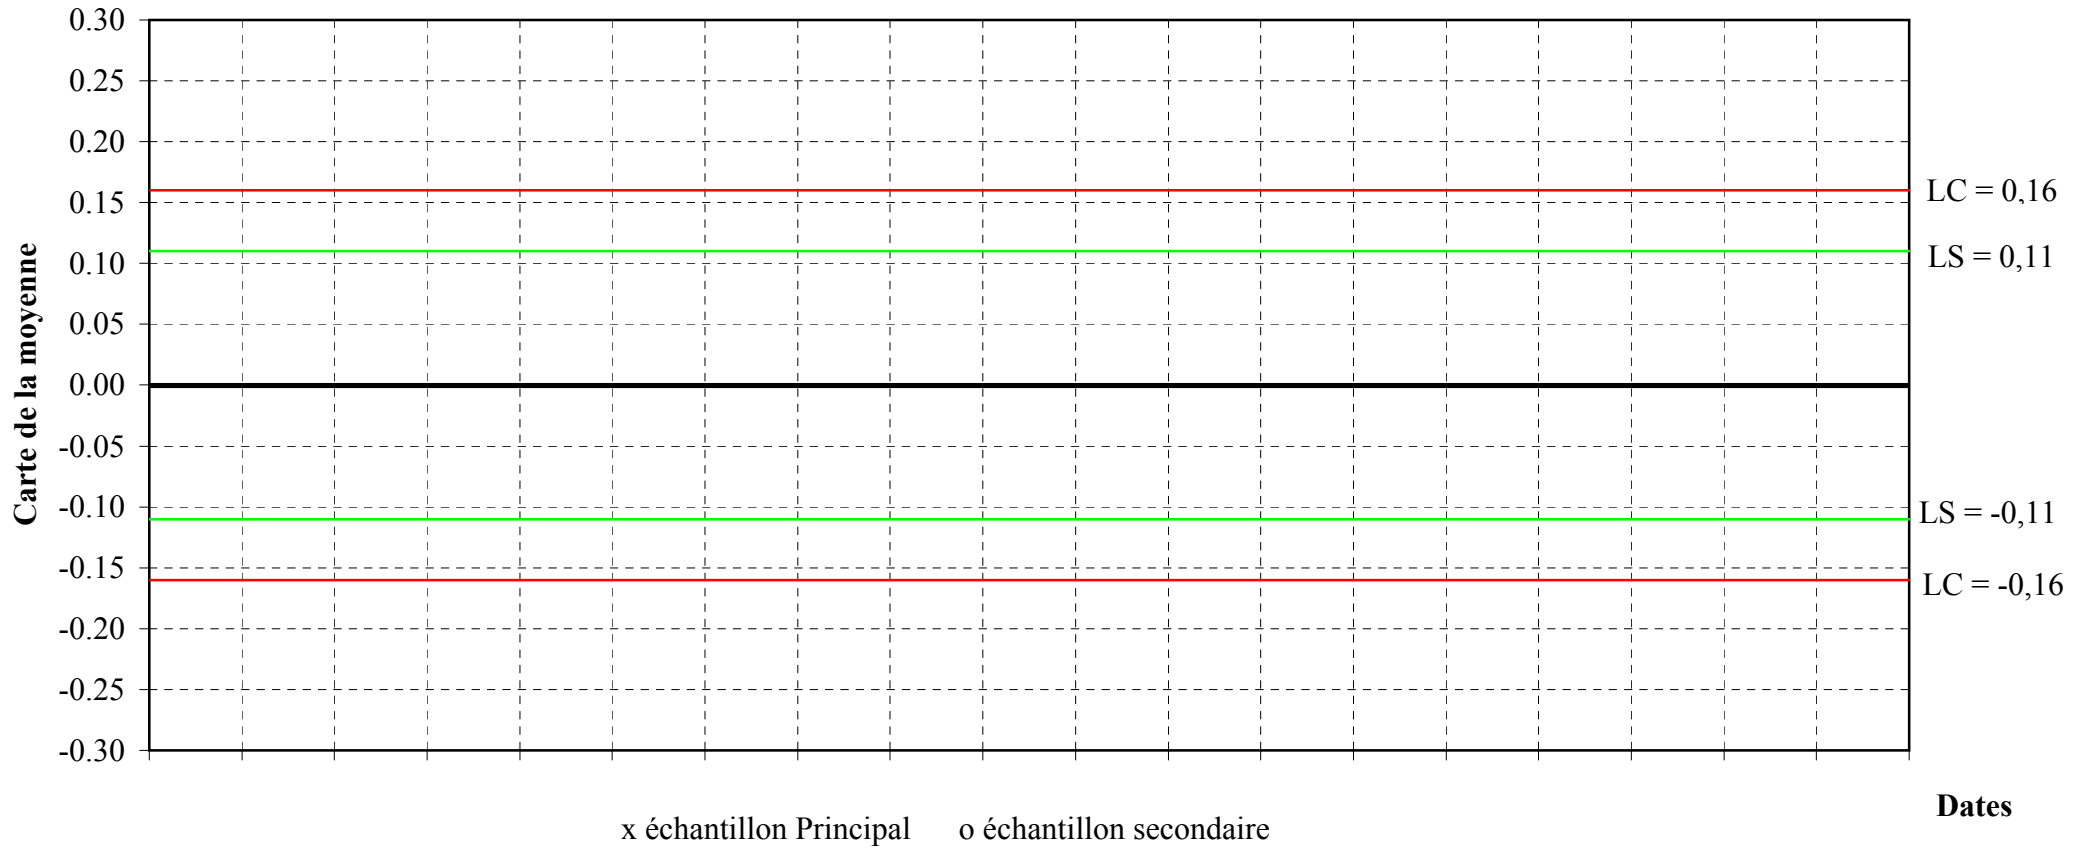 0.30
0.25
0.20
0.15
0.10
0.05
0.00
-0.05
-0.10
-0.15
-0.20
-0.25
-0.30
Carte de la moyenne
LC = 0,16
LS = 0,11
LS = -0,11
LC = -0,16
Dates
x échantillon Principal o échantillon secondaire